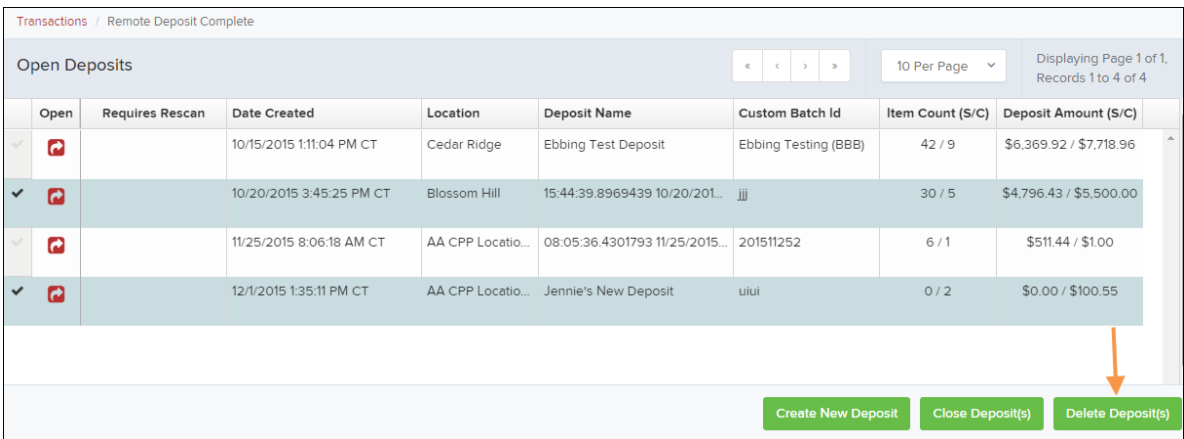 Transactions / Remote Deposit Complete
Open Deposits « ‹ › » 10 Per Page Displaying Page 1 of 1, Records 1 to 4 of 4
Open Requires Rescan Date Created Location Deposit Name Custom Batch Id Item Count (S/C) Deposit Amount (S/C)
10/15/2015 1:11:04 PM CT Cedar Ridge Ebbing Test Deposit Ebbing Testing (BBB) 42 / 9 $6,369.92 / $7,718.96
10/20/2015 3:45:25 PM CT Blossom Hill 15:44:39.8969439 10/20/201... jjj 30 / 5 $4,796.43 / $5,500.00
11/25/2015 8:06:18 AM CT AA CPP Locatio... 08:05:36.4301793 11/25/2015... 201511252 6 / 1 $511.44 / $1.00
12/1/2015 1:35:11 PM CT AA CPP Locatio... Jennie's New Deposit uiui 0 / 2 $0.00 / $100.55
Create New Deposit Close Deposit(s) Delete Deposit(s)